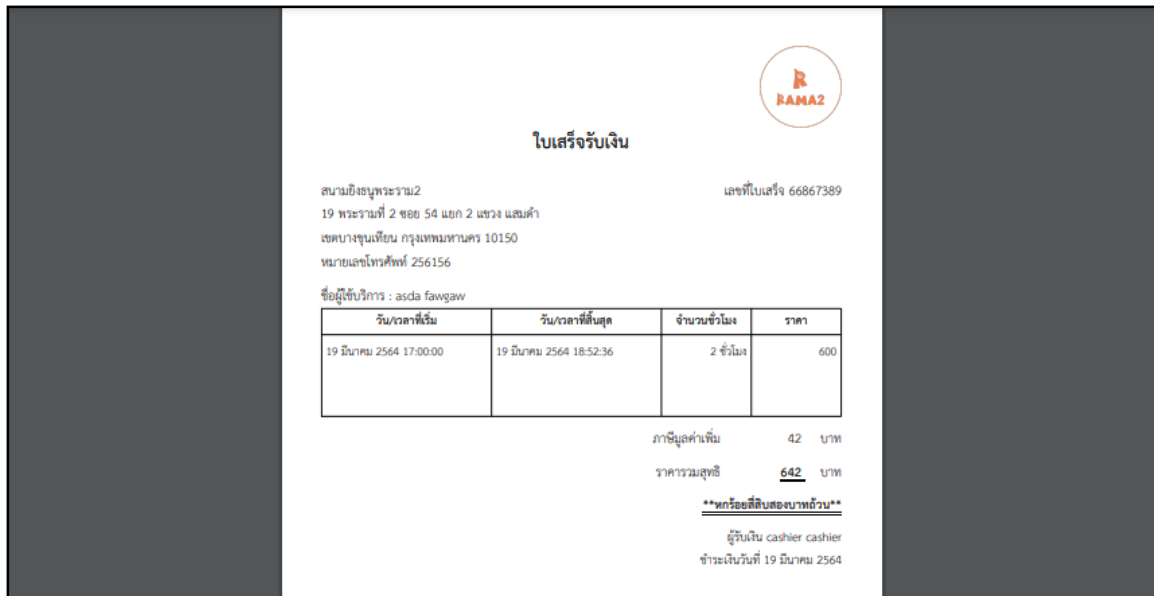 R
RAMA2
ใบเสร็จรับเงิน
สนามยิงธนูพระราม2 เลขที่ใบเสร็จ 66867389
19 พระรามที่ 2 ซอย 54 แยก 2 แขวง แสมดำ
เขตบางขุนเทียน กรุงเทพมหานคร 10150
หมายเลขโทรศัพท์ 256156
ชื่อผู้ใช้บริการ : asda fawgaw
วัน/เวลาที่เริ่ม วัน/เวลาที่สิ้นสุด จำนวนชั่วโมง ราคา
19 มีนาคม 2564 17:00:00 19 มีนาคม 2564 18:52:36 2 ชั่วโมง 600
ภาษีมูลค่าเพิ่ม 42 บาท
ราคารวมสุทธิ 642 บาท
**หกร้อยสี่สิบสองบาทถ้วน**
ผู้รับเงิน cashier cashier
ชำระเงินวันที่ 19 มีนาคม 2564